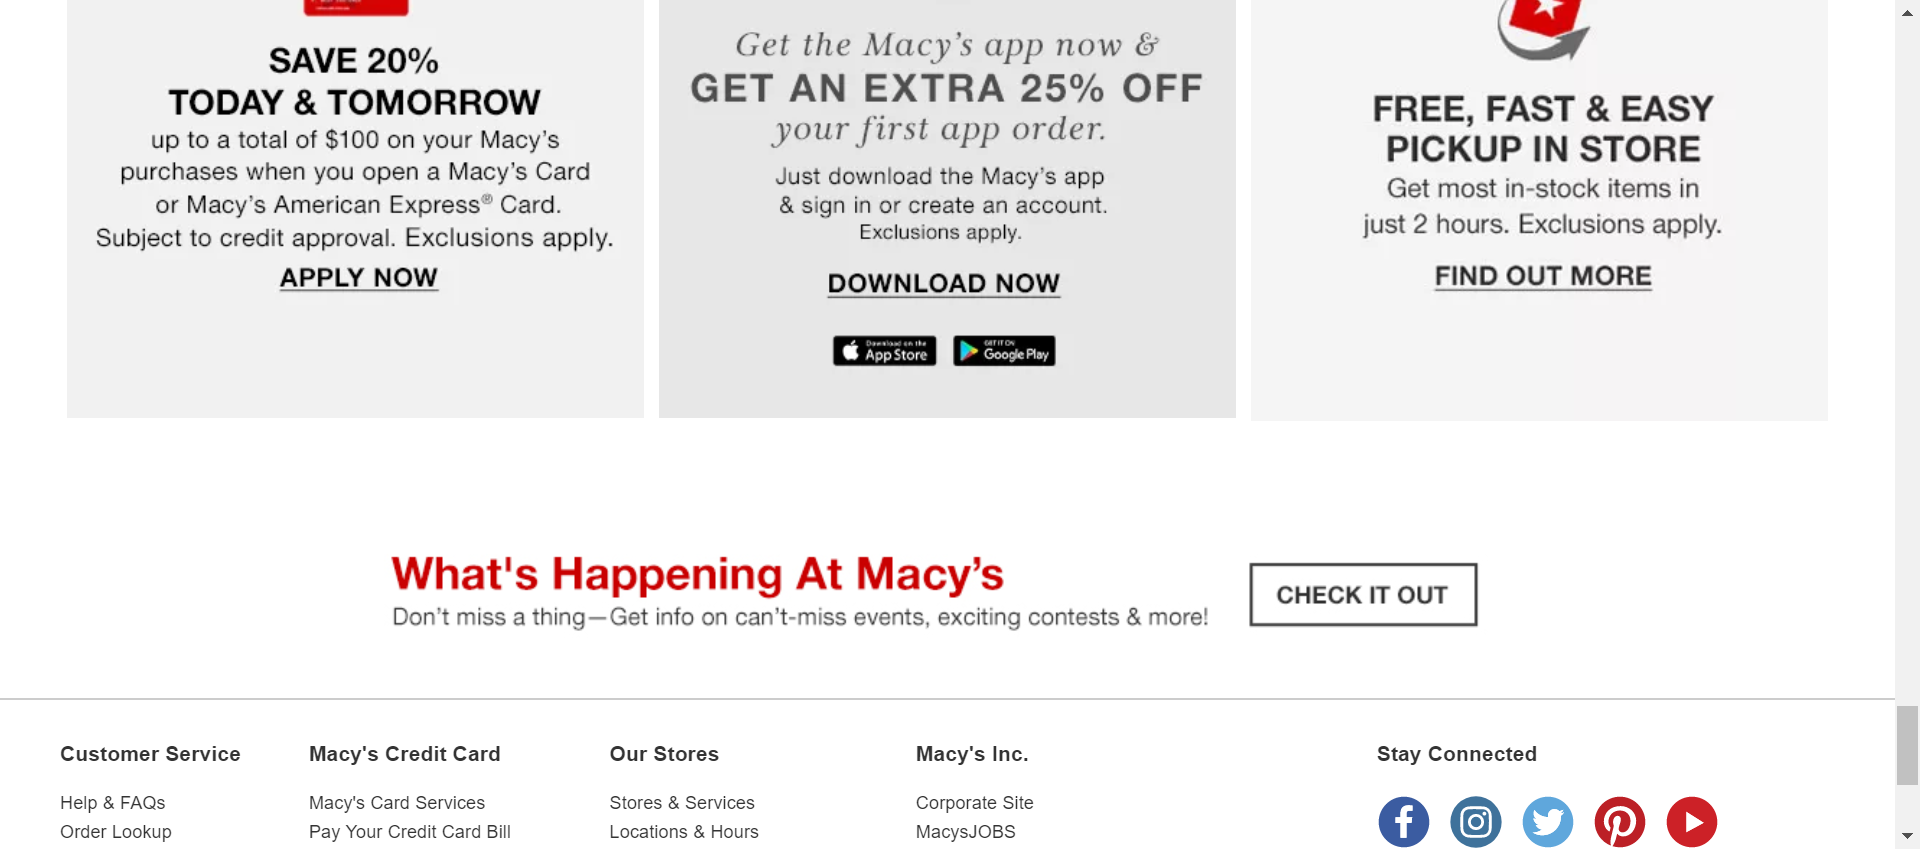 SAVE 20%
TODAY & TOMORROW
up to a total of $100 on your Macy’s
purchases when you open a Macy’s Card
or Macy’s American Express® Card.
Subject to credit approval. Exclusions apply.
APPLY NOW
Get the Macy’s app now &
GET AN EXTRA 25% OFF
your first app order.
Just download the Macy’s app
& sign in or create an account.
Exclusions apply.
DOWNLOAD NOW
Download on the
App Store
GET IT ON
Google Play
FREE, FAST & EASY
PICKUP IN STORE
Get most in-stock items in
just 2 hours. Exclusions apply.
FIND OUT MORE
What's Happening At Macy’s
Don’t miss a thing—Get info on can’t-miss events, exciting contests & more!
CHECK IT OUT
Customer Service
Help & FAQs
Order Lookup
Macy's Credit Card
Macy's Card Services
Pay Your Credit Card Bill
Our Stores
Stores & Services
Locations & Hours
Macy's Inc.
Corporate Site
MacysJOBS
Stay Connected